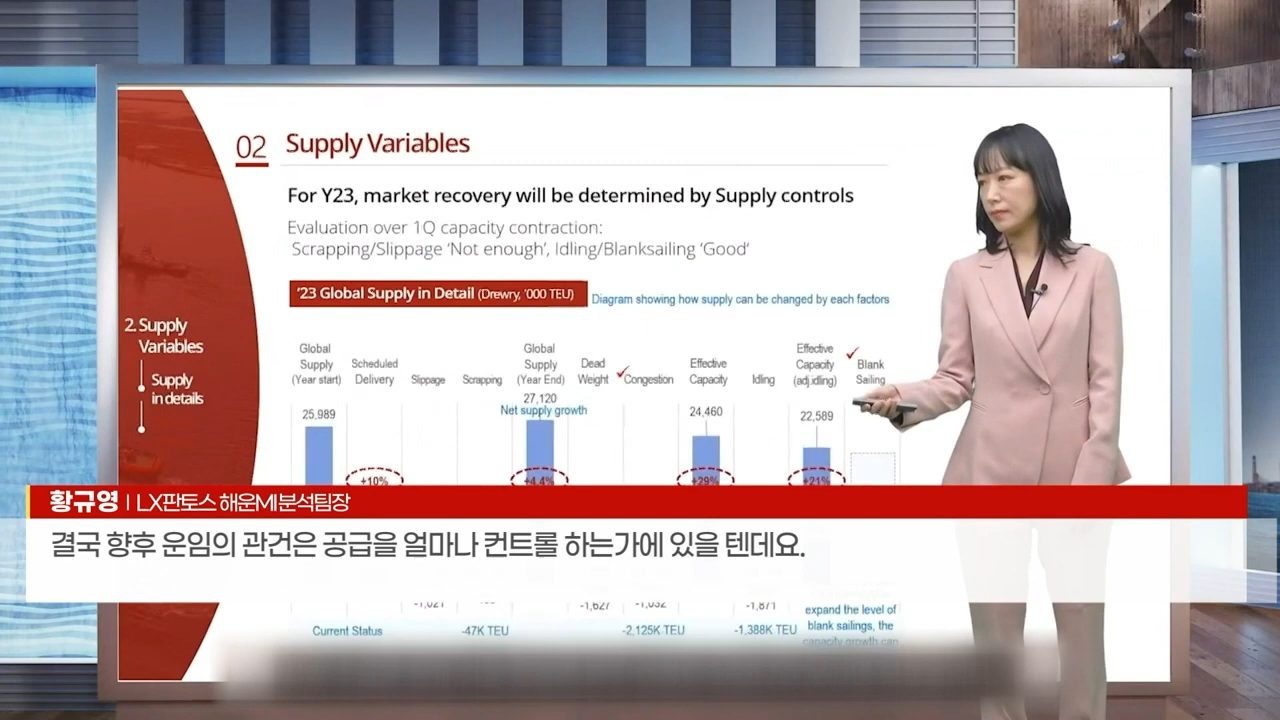 02 Supply Variables
For Y23, market recovery will be determined by Supply controls
Evaluation over 1Q capacity contraction:
Scrapping/Slippage ‘Not enough’, Idling/Blanksailing ‘Good‘
‘23 Global Supply in Detail (Drewry, ’000 TEU)
Diagram showing how supply can be changed by each factors
2. Supply
Variables
Supply
in details
Global
Supply
(Year start)
Scheduled
Delivery
Slippage
Scrapping
Global
Supply
(Year End)
Dead
Weight
Congestion
Effective
Capacity
Idling
Effective
Capacity
(adj.idling)
Blank
Sailing
25,989
27,120
Net supply growth
24,460
22,589
+10%
+4.4%
+29%
+21%
황규영 | LX판토스 해운MI분석팀장
결국 향후 운임의 관건은 공급을 얼마나 컨트롤 하는가에 있을 텐데요.
-1,021
-1,627
-1,032
-1,871
expand the level of
blank sailings, the
capacity growth can
Current Status
-47K TEU
-2,125K TEU
-1,388K TEU